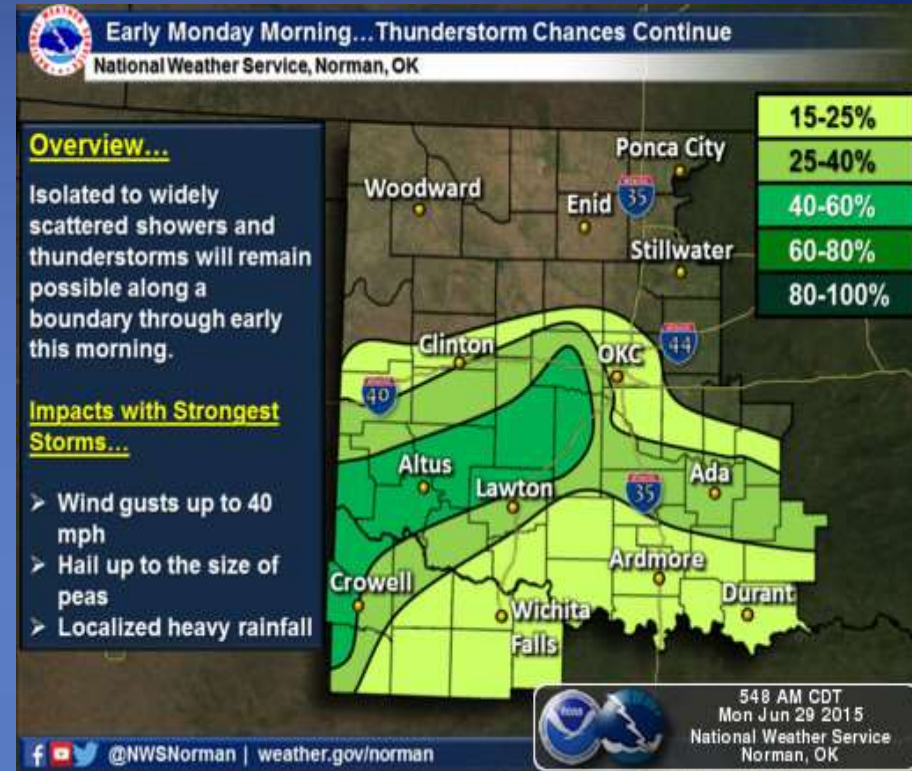 Early Monday Morning...Thunderstorm Chances Continue
National Weather Service, Norman, OK
Overview...
Isolated to widely
scattered showers and
thunderstorms will remain
possible along a
boundary through early
this morning.
Impacts with Strongest
Storms...
➤ Wind gusts up to 40
mph
➤ Hail up to the size of
peas
➤ Localized heavy rainfall
15-25%
25-40%
40-60%
60-80%
80-100%
Ponca City
Woodward
35
Enid
Stillwater
Clinton
OKC
44
40
Altus
Lawton
35
Ada
Crowell
Ardmore
Durant
Wichita
Falls
548 AM CDT
Mon Jun 29 2015
National Weather Service
Norman, OK
@NWSNorman | weather.gov/norman